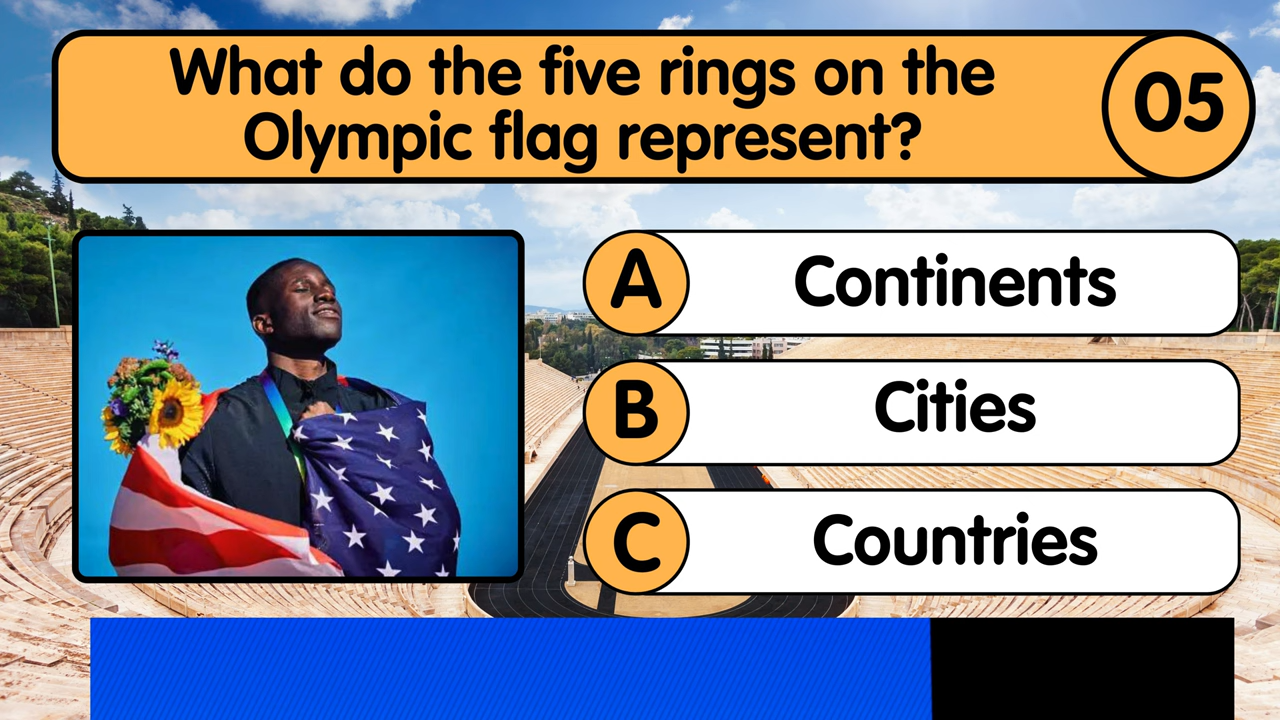 What do the five rings on the
Olympic flag represent?
05
A
Continents
B
Cities
C
Countries